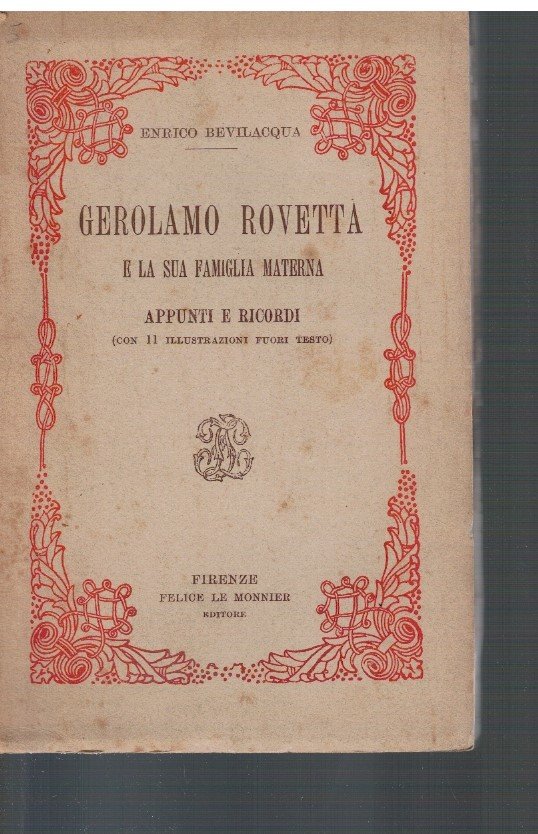 ENRICO BEVILACQUA
GEROLAMO ROVETTA
E LA SUA FAMIGLIA MATERNA
APPUNTI E RICORDI
(CON 11 ILLUSTRAZIONI FUORI TESTO)
FIRENZE
FELICE LE MONNIER
EDITORE